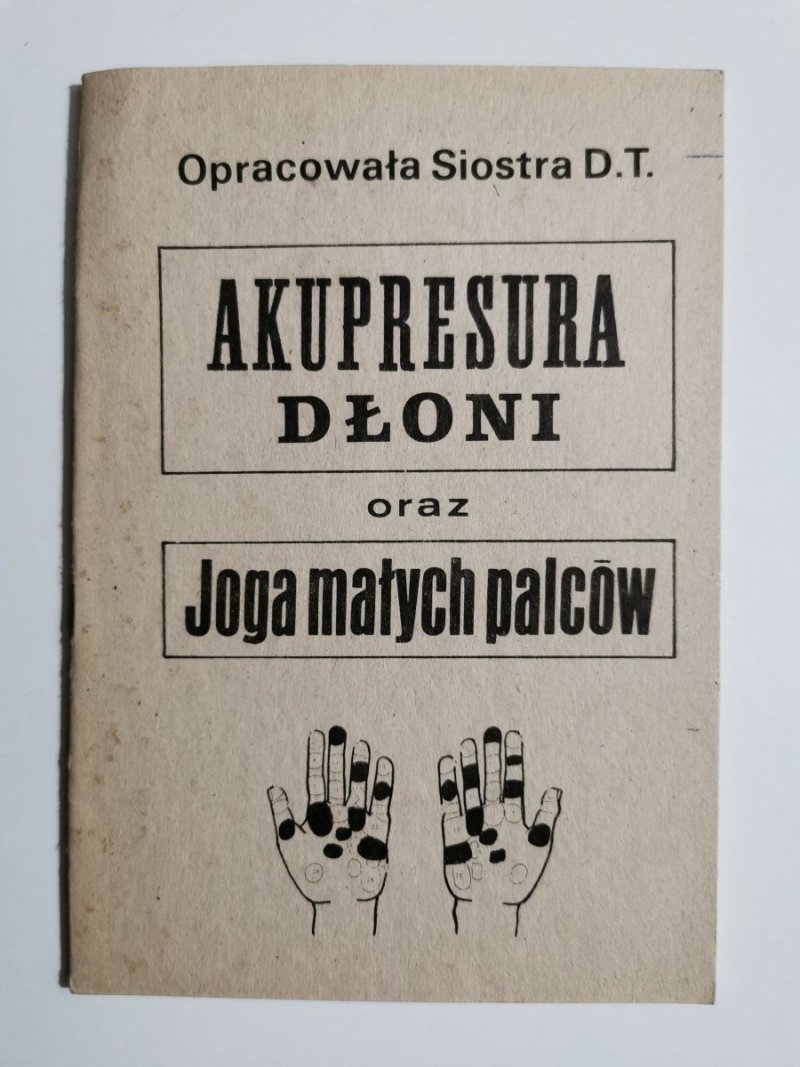 Opracowała Siostra D.T.
AKUPRESURA
DŁONI
oraz
Joga małych palców